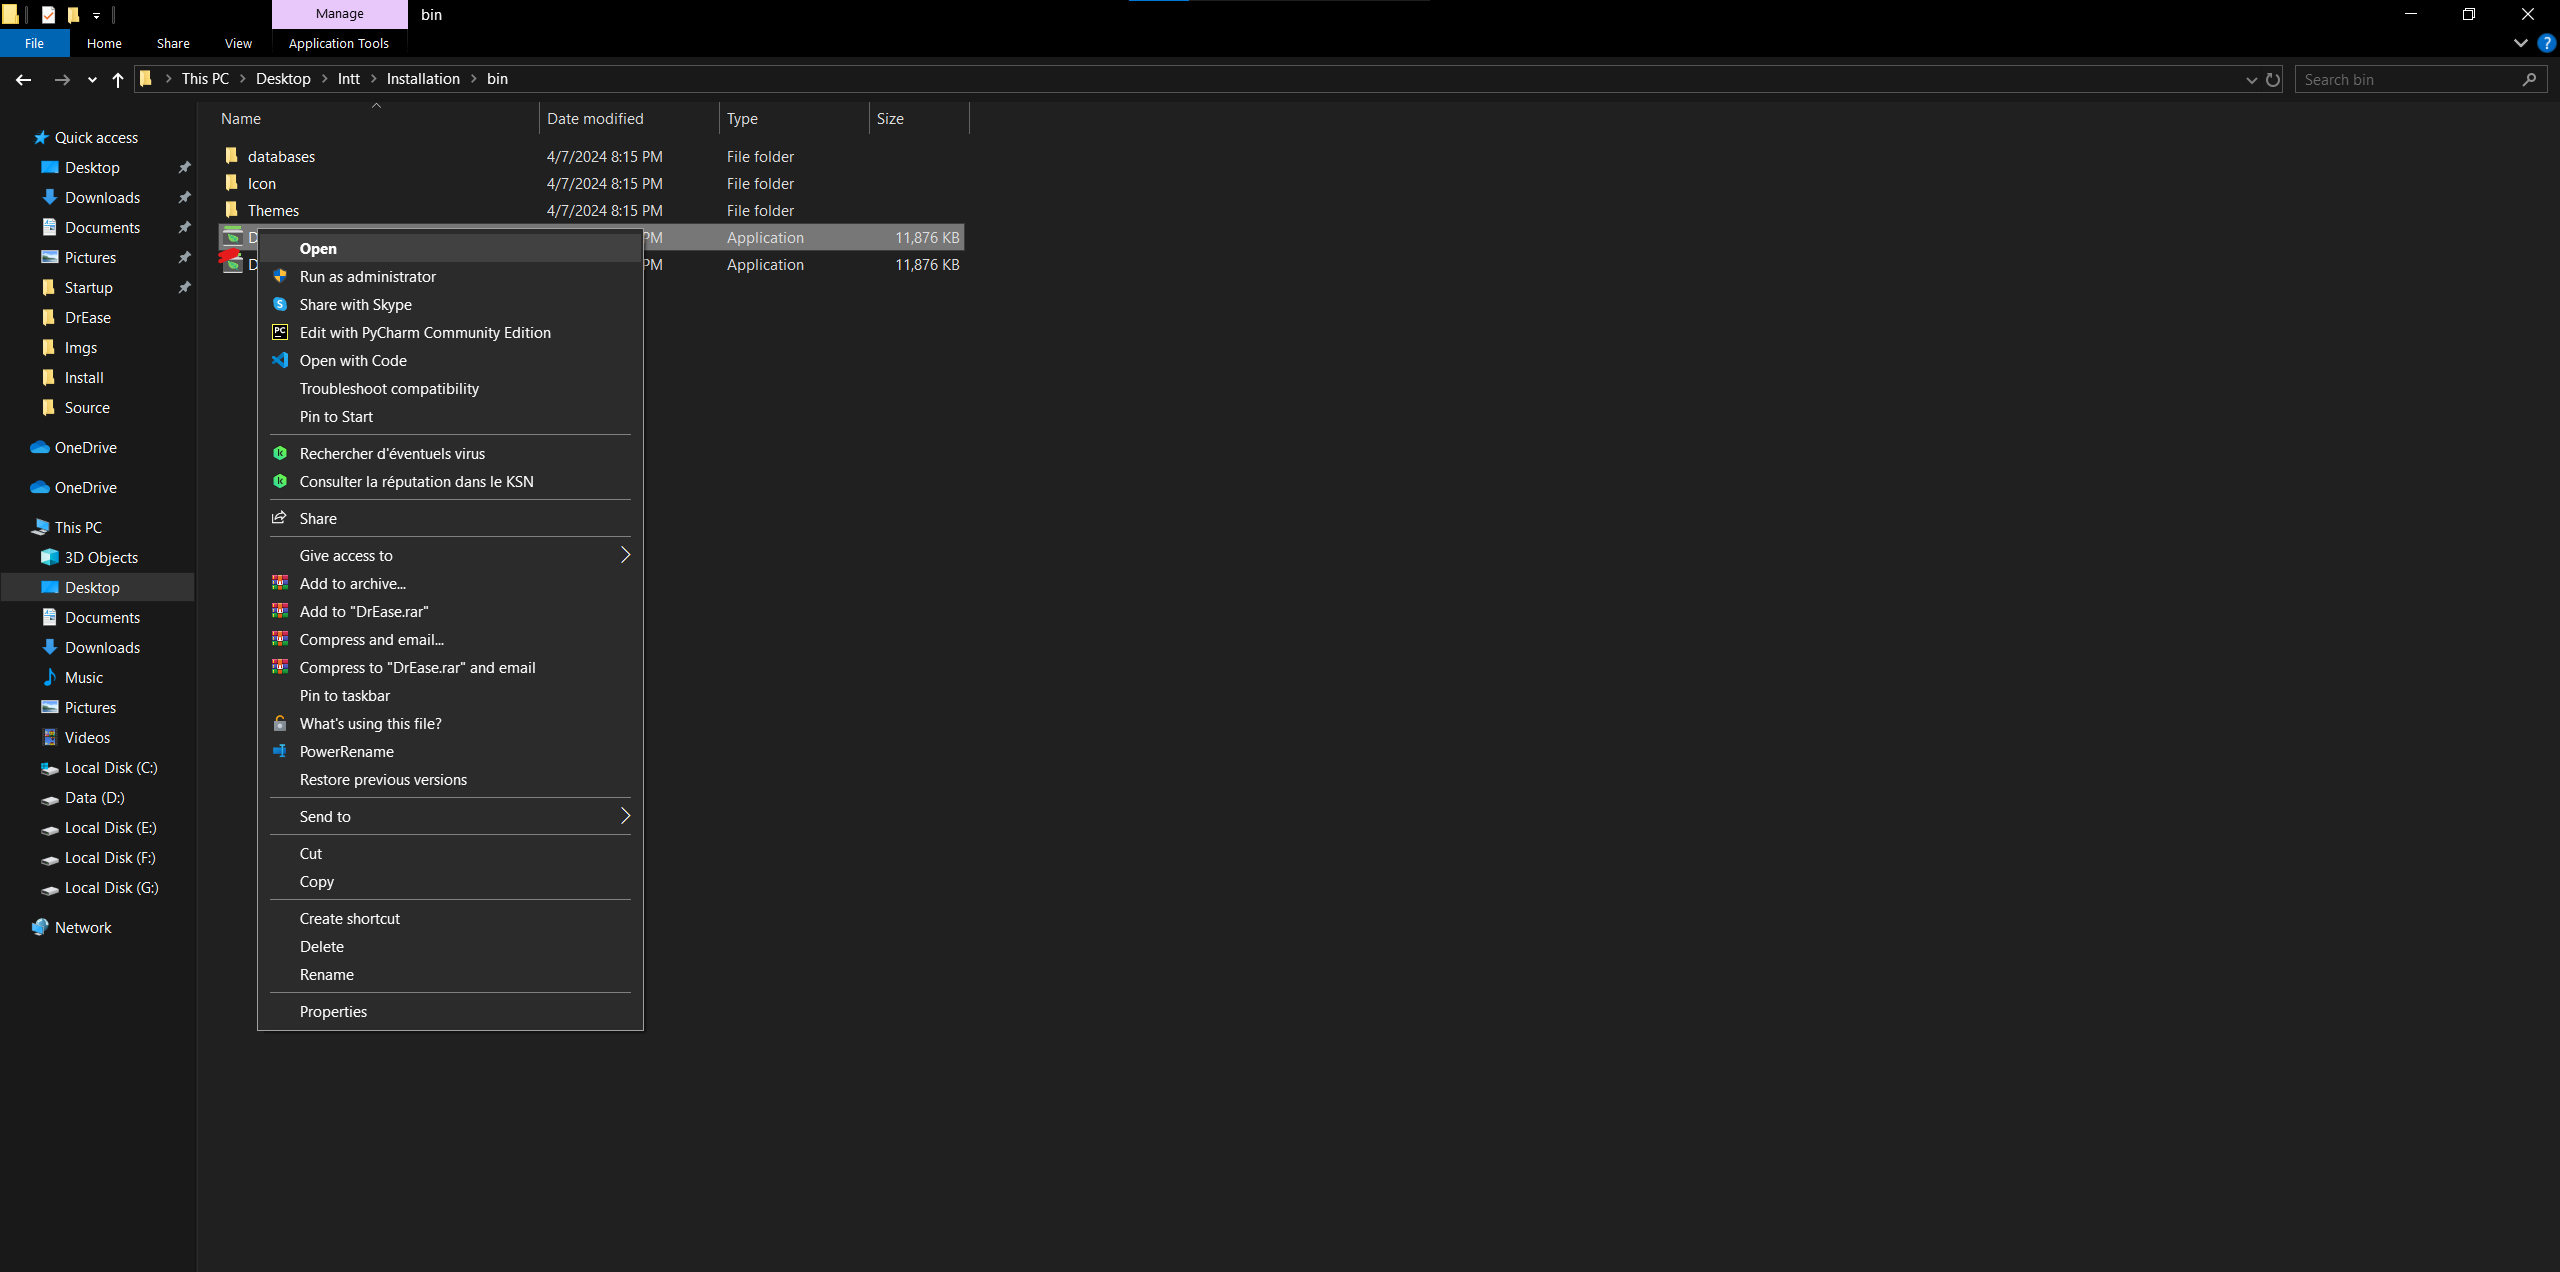 Manage
bin
File
Home
Share
View
Application Tools
This PC
Desktop
Intt
Installation
bin
Search bin
Name
Date modified
Type
Size
Quick access
Desktop
Downloads
Documents
Pictures
Startup
DrEase
Imgs
Install
Source
OneDrive
OneDrive
This PC
3D Objects
Desktop
Documents
Downloads
Music
Pictures
Videos
Local Disk (C:)
Data (D:)
Local Disk (E:)
Local Disk (F:)
Local Disk (G:)
Network
databases 4/7/2024 8:15 PM File folder
Icon 4/7/2024 8:15 PM File folder
Themes 4/7/2024 8:15 PM File folder
D PM Application 11,876 KB
D PM Application 11,876 KB
Open
Run as administrator
Share with Skype
Edit with PyCharm Community Edition
Open with Code
Troubleshoot compatibility
Pin to Start
Rechercher d'éventuels virus
Consulter la réputation dans le KSN
Share
Give access to
Add to archive...
Add to "DrEase.rar"
Compress and email...
Compress to "DrEase.rar" and email
Pin to taskbar
What's using this file?
PowerRename
Restore previous versions
Send to
Cut
Copy
Create shortcut
Delete
Rename
Properties